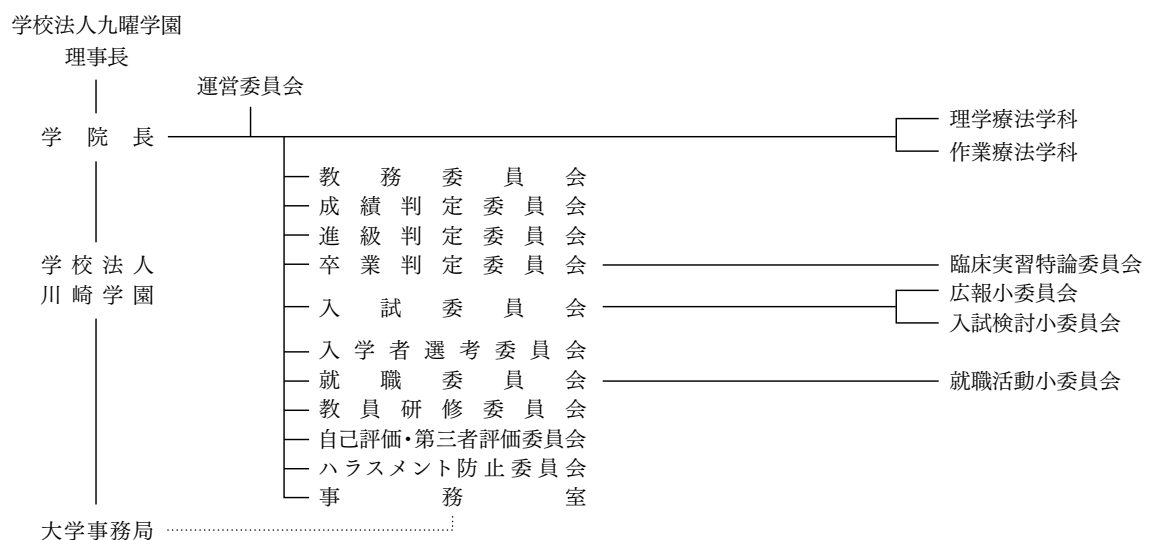 学校法人九曜学園
理事長
運営委員会
学院長
理学療法学科
作業療法学科
教務委員会
成績判定委員会
進級判定委員会
学校法人
川崎学園
卒業判定委員会
臨床実習特論委員会
入試委員会
広報小委員会
入試検討小委員会
入学者選考委員会
就職委員会
就職活動小委員会
教員研修委員会
自己評価・第三者評価委員会
ハラスメント防止委員会
事務室
大学事務局